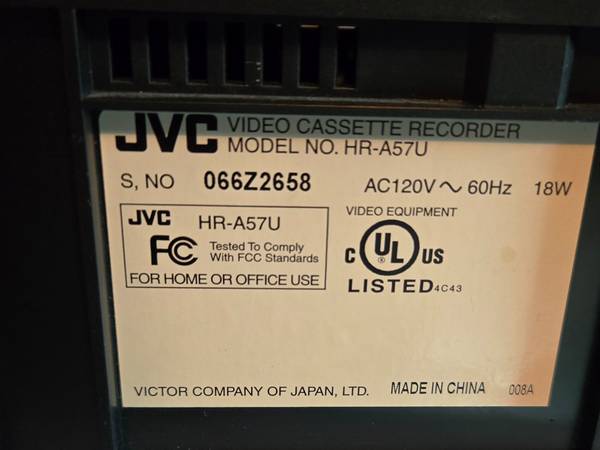 JVC VIDEO CASSETTE RECORDER
MODEL NO. HR-A57U
S, NO 066Z2658 AC120V ~ 60Hz 18W
JVC HR-A57U
FC Tested To Comply
With FCC Standards
FOR HOME OR OFFICE USE
VIDEO EQUIPMENT
C UL US
®
LISTED 4C43
VICTOR COMPANY OF JAPAN, LTD. MADE IN CHINA 008A